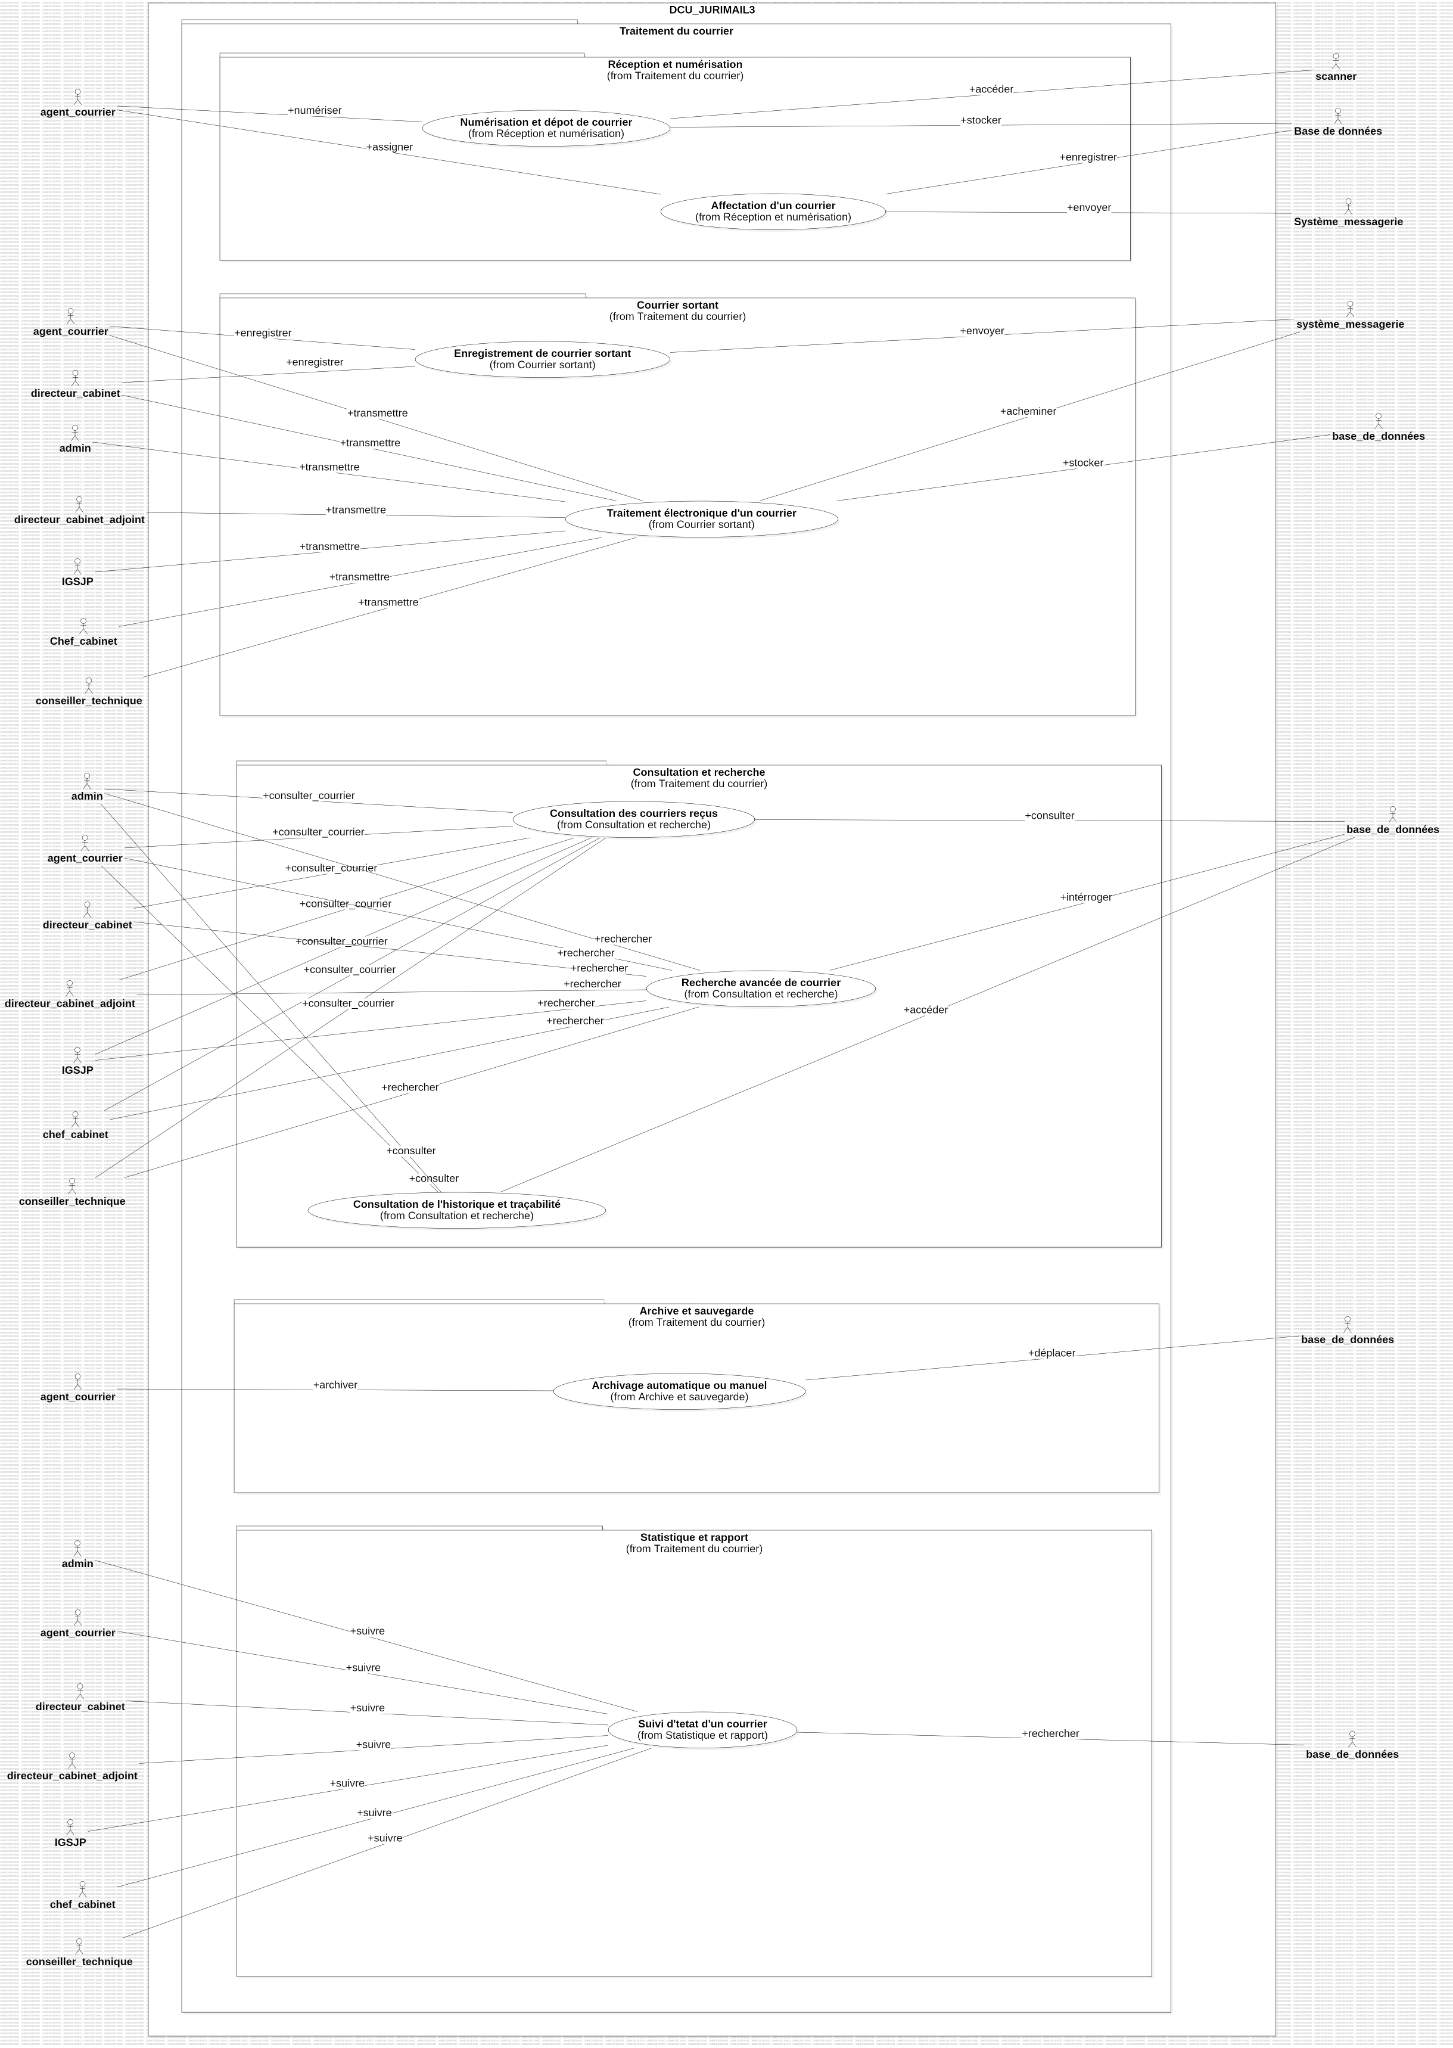 DCU_JURIMAIL3
Traitement du courrier
Réception et numérisation
(from Traitement du courrier)
scanner
+accéder
agent_courrier
+numériser
Numérisation et dépot de courrier
(from Réception et numérisation)
+stocker
Base de données
+assigner
+enregistrer
Affectation d'un courrier
(from Réception et numérisation)
+envoyer
Système_messagerie
Courrier sortant
(from Traitement du courrier)
agent_courrier
+enregistrer
+envoyer
système_messagerie
Enregistrement de courrier sortant
(from Courrier sortant)
+enregistrer
directeur_cabinet
+transmettre
+acheminer
+transmettre
admin
base_de_données
+transmettre
+stocker
directeur_cabinet_adjoint
+transmettre
Traitement électronique d'un courrier
(from Courrier sortant)
+transmettre
IGSJP
+transmettre
+transmettre
Chef_cabinet
conseiller_technique
Consultation et recherche
(from Traitement du courrier)
admin
+consulter_courrier
Consultation des courriers reçus
(from Consultation et recherche)
+consulter
base_de_données
+consulter_courrier
agent_courrier
+consulter_courrier
+intérroger
+consulter_courrier
directeur_cabinet
+rechercher
+consulter_courrier
+rechercher
+rechercher
+consulter_courrier
+rechercher
Recherche avancée de courrier
(from Consultation et recherche)
directeur_cabinet_adjoint
+consulter_courrier
+rechercher
+accéder
+rechercher
IGSJP
+rechercher
chef_cabinet
+consulter
+consulter
conseiller_technique
Consultation de l'historique et traçabilité
(from Consultation et recherche)
Archive et sauvegarde
(from Traitement du courrier)
base_de_données
+déplacer
agent_courrier
+archiver
Archivage automatique ou manuel
(from Archive et sauvegarde)
Statistique et rapport
(from Traitement du courrier)
admin
agent_courrier
+suivre
+suivre
directeur_cabinet
+suivre
Suivi d'tetat d'un courrier
(from Statistique et rapport)
+rechercher
base_de_données
+suivre
directeur_cabinet_adjoint
+suivre
+suivre
IGSJP
+suivre
chef_cabinet
conseiller_technique